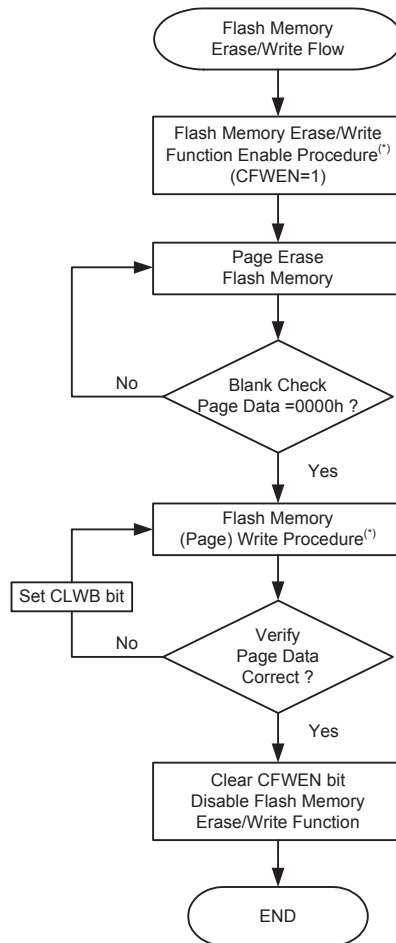 Flash Memory
Erase/Write Flow
Flash Memory Erase/Write
Function Enable Procedure(*)
(CFWEN=1)
Page Erase
Flash Memory
No
Blank Check
Page Data =0000h ?
Yes
Flash Memory
(Page) Write Procedure(*)
Set CLWB bit
No
Verify
Page Data
Correct ?
Yes
Clear CFWEN bit
Disable Flash Memory
Erase/Write Function
END